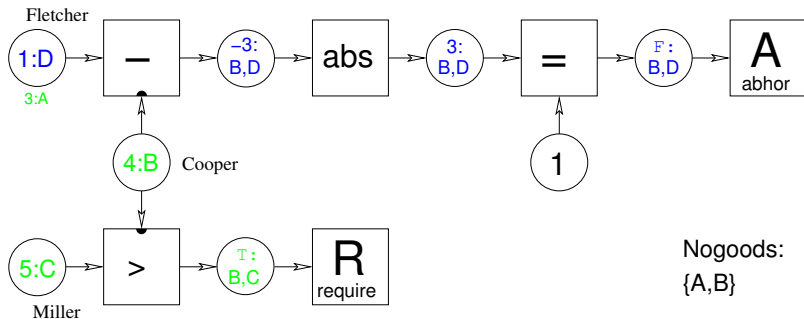 Fletcher
1:D
3:A
−
−3:
B,D
abs
3:
B,D
=
F:
B,D
A
abhor
4:B
Cooper
1
5:C
Miller
>
T:
B,C
R
require
Nogoods:
{A,B}